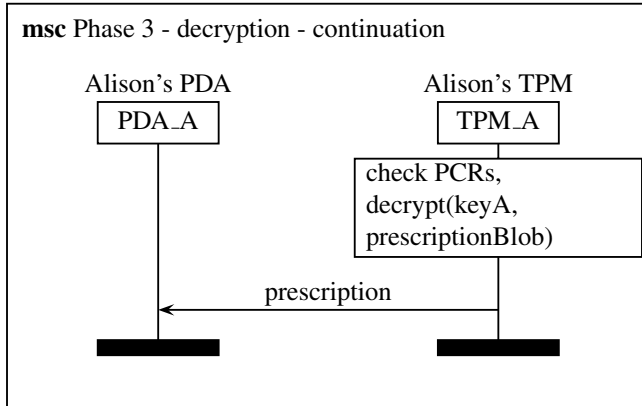 msc Phase 3 - decryption - continuation
Alison's PDA
Alison's TPM
PDA_A
TPM_A
check PCRs,
decrypt(keyA,
prescriptionBlob)
prescription